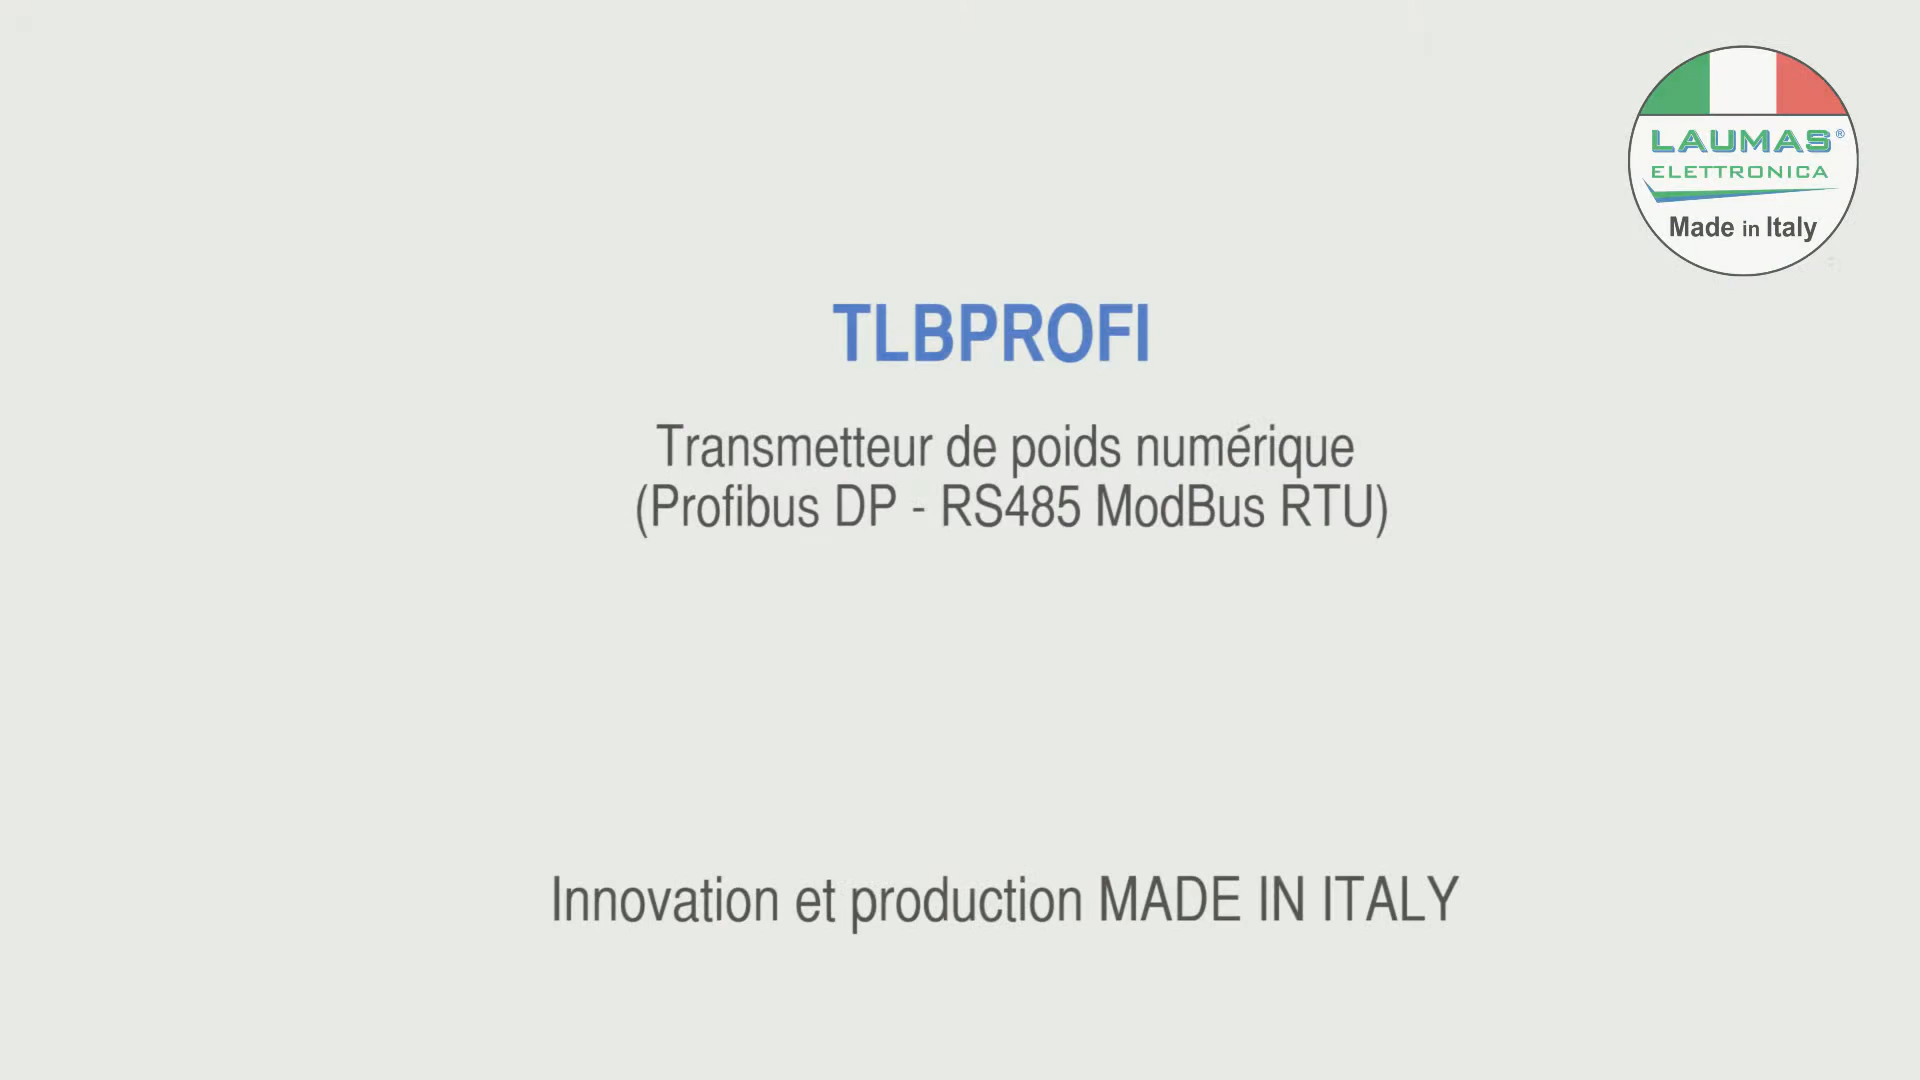 LAUMAS®
ELETTRONICA
Made in Italy
TLBPROFI
Transmetteur de poids numérique
(Profibus DP - RS485 ModBus RTU)
Innovation et production MADE IN ITALY